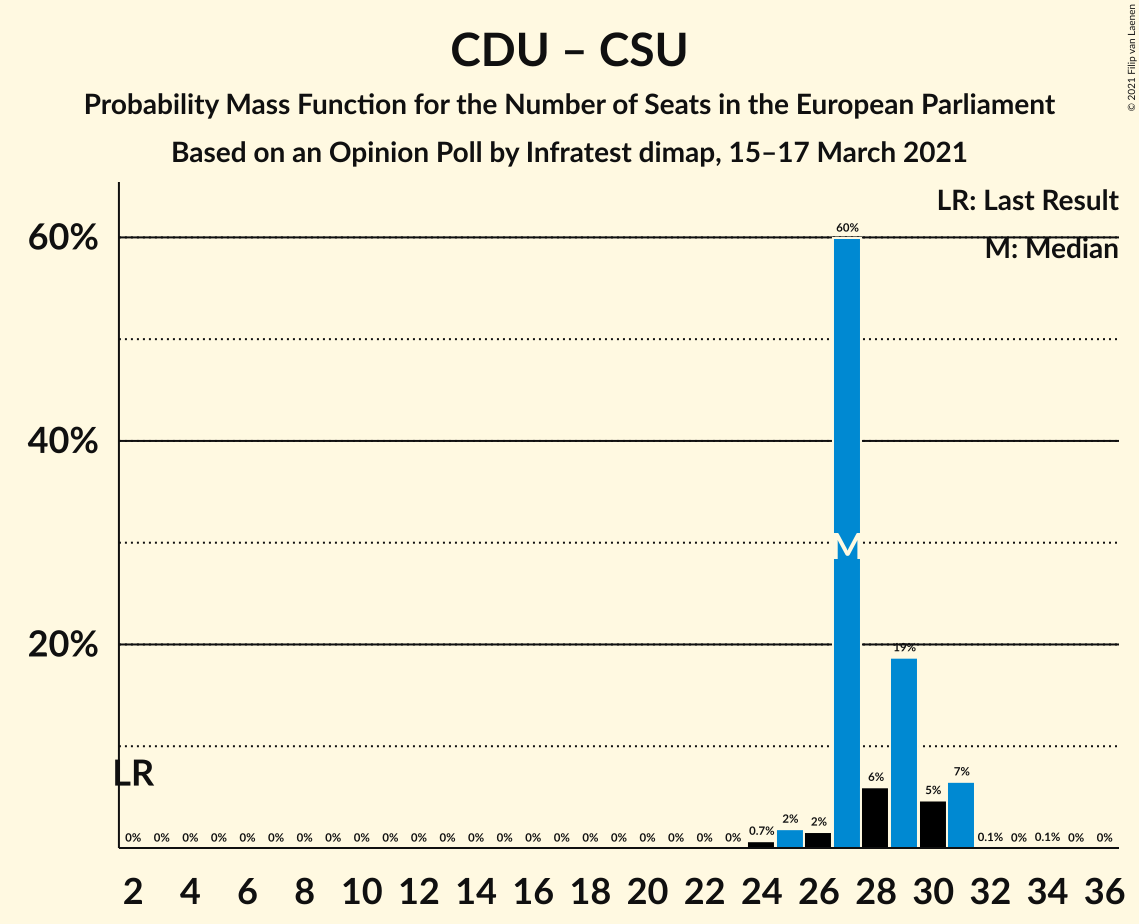 CDU – CSU
Probability Mass Function for the Number of Seats in the European Parliament
Based on an Opinion Poll by Infratest dimap, 15–17 March 2021
© 2021 Filip van Laenen
LR: Last Result
M: Median
60%
40%
20%
LR
M
0% 0% 0% 0% 0% 0% 0% 0% 0% 0% 0% 0% 0% 0% 0% 0% 0% 0% 0% 0% 0% 0% 0.7% 2% 2% 60% 6% 19% 5% 7% 0.1% 0% 0.1% 0% 0%
2 4 6 8 10 12 14 16 18 20 22 24 26 28 30 32 34 36